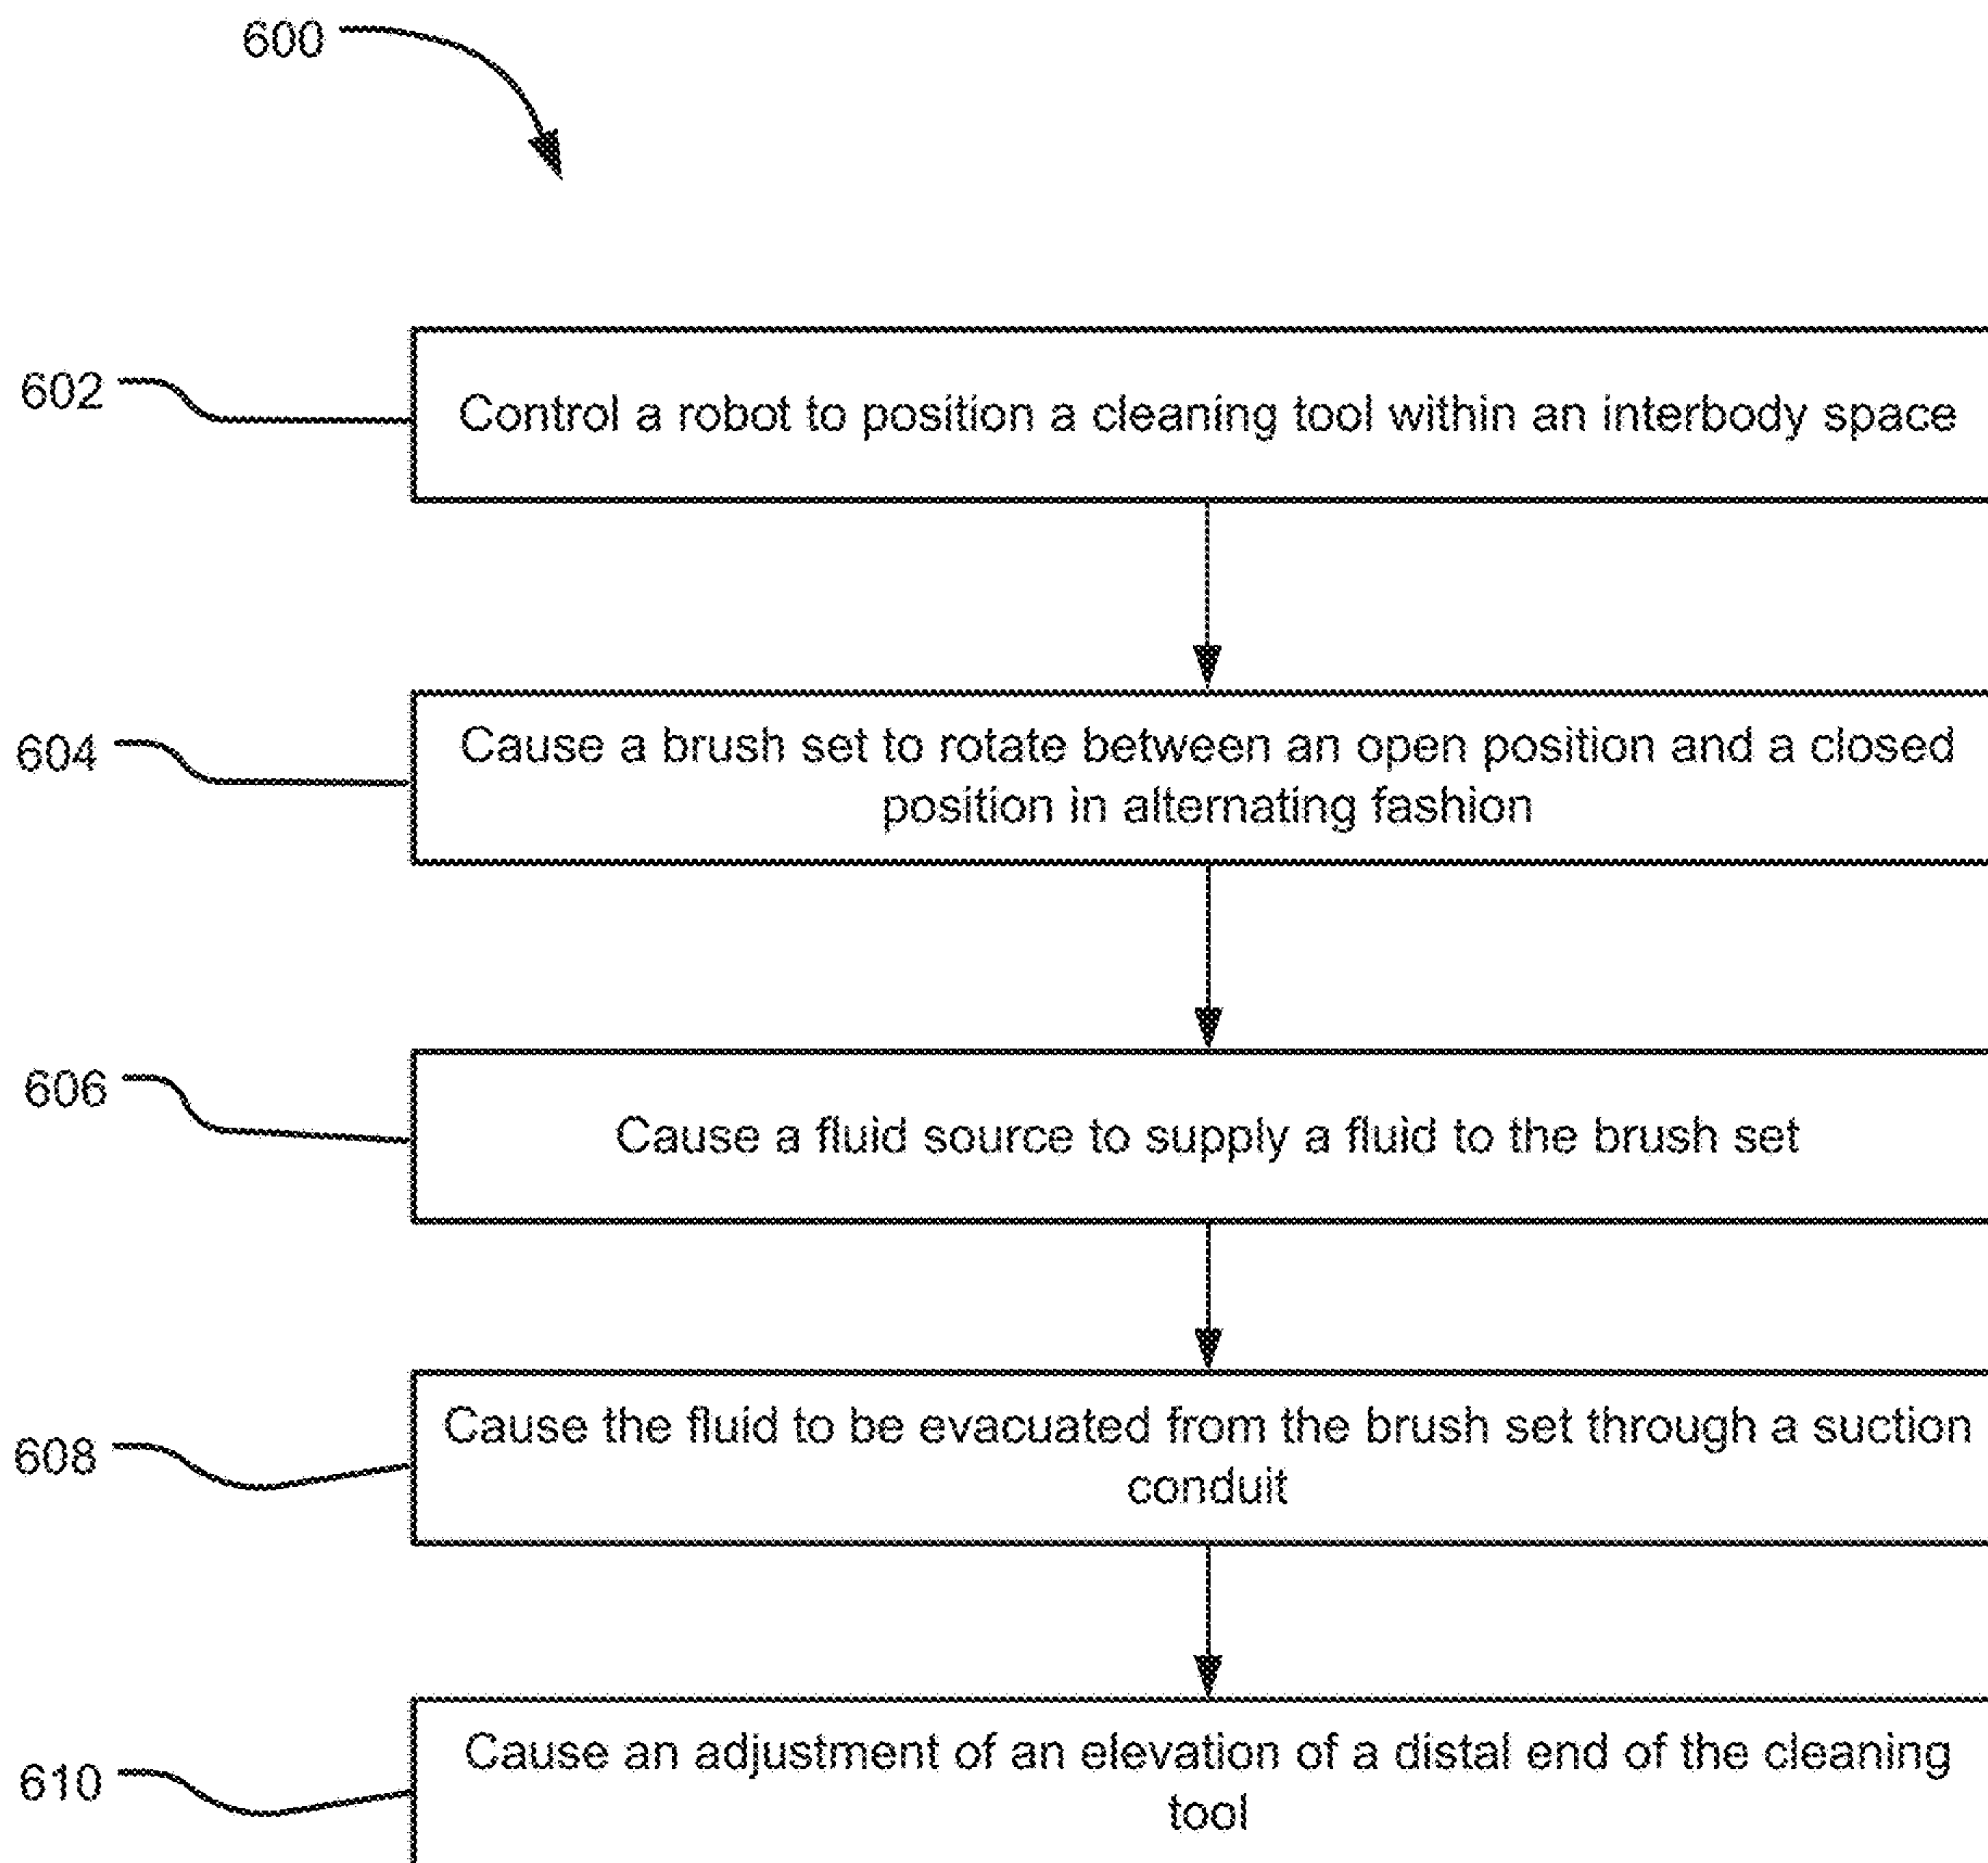 600
602
Control a robot to position a cleaning tool within an interbody space
604
Cause a brush set to rotate between an open position and a closed
position in alternating fashion
606
Cause a fluid source to supply a fluid to the brush set
608
Cause the fluid to be evacuated from the brush set through a suction
conduit
610
Cause an adjustment of an elevation of a distal end of the cleaning
tool